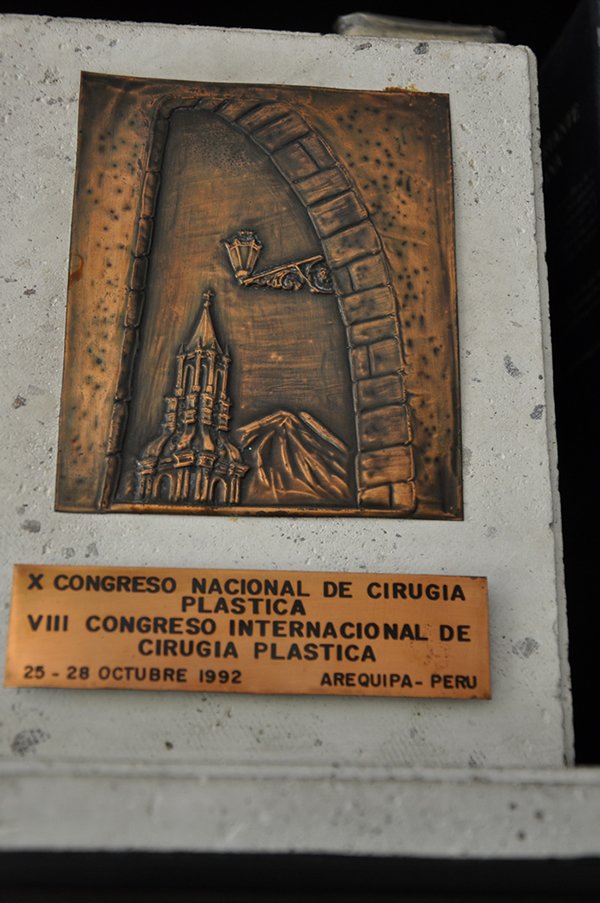 X CONGRESO NACIONAL DE CIRUGIA
PLASTICA
VIII CONGRESO INTERNACIONAL DE
CIRUGIA PLASTICA
25 - 28 OCTUBRE 1992 AREQUIPA - PERU